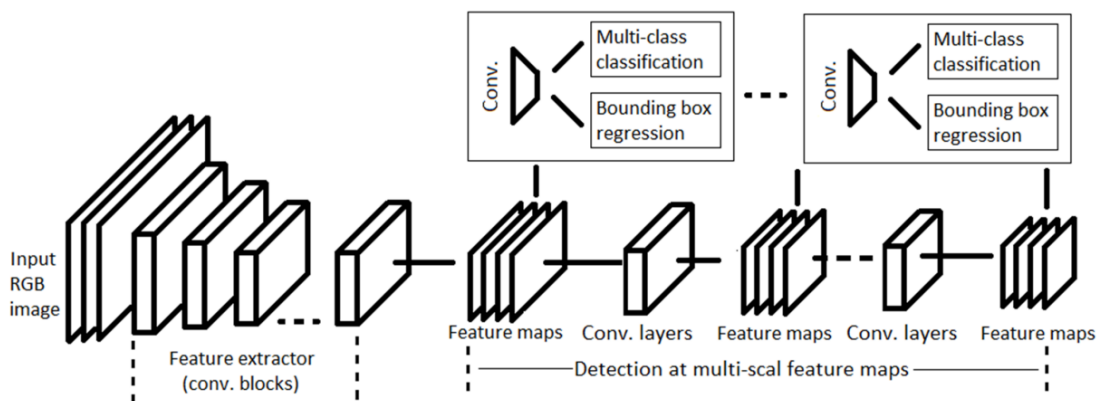 Conv.
Multi-class
classification
Bounding box
regression
Conv.
Multi-class
classification
Bounding box
regression
Input
RGB
image
Feature maps
Conv. layers
Feature maps
Conv. layers
Feature maps
Feature extractor
(conv. blocks)
Detection at multi-scal feature maps